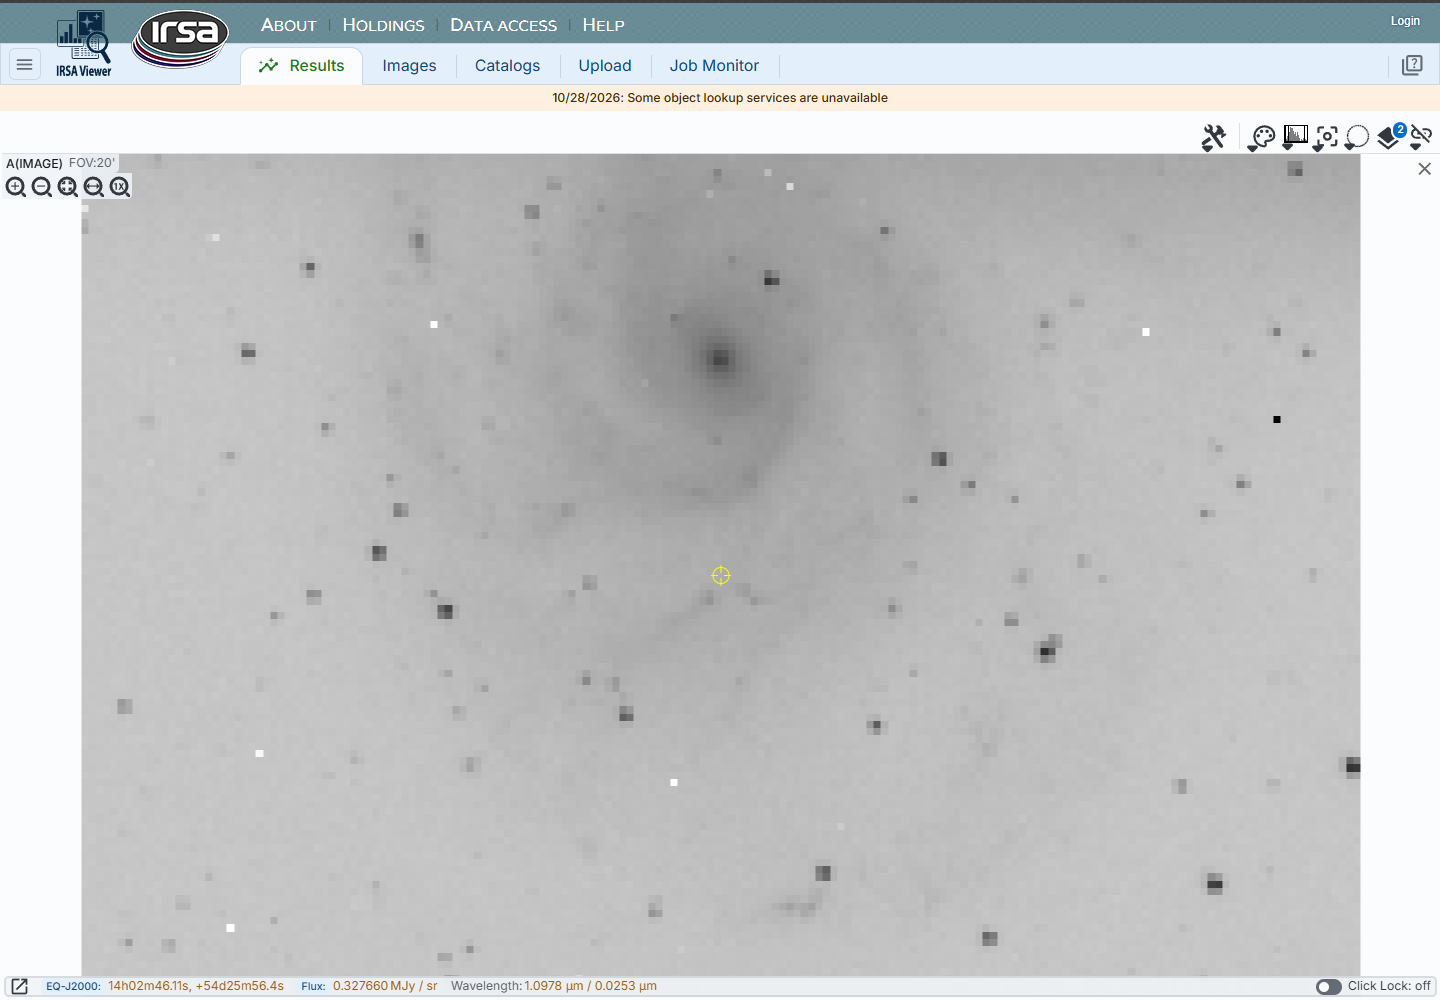 IRSA Viewer
irsa
ABOUT HOLDINGS DATA ACCESS HELP
Login
Results Images Catalogs Upload Job Monitor
10/28/2026: Some object lookup services are unavailable
2
A(IMAGE) FOV:20'
1X
EQ-J2000: 14h02m46.11s, +54d25m56.4s Flux: 0.327660 MJy / sr Wavelength: 1.0978 μm / 0.0253 μm Click Lock: off